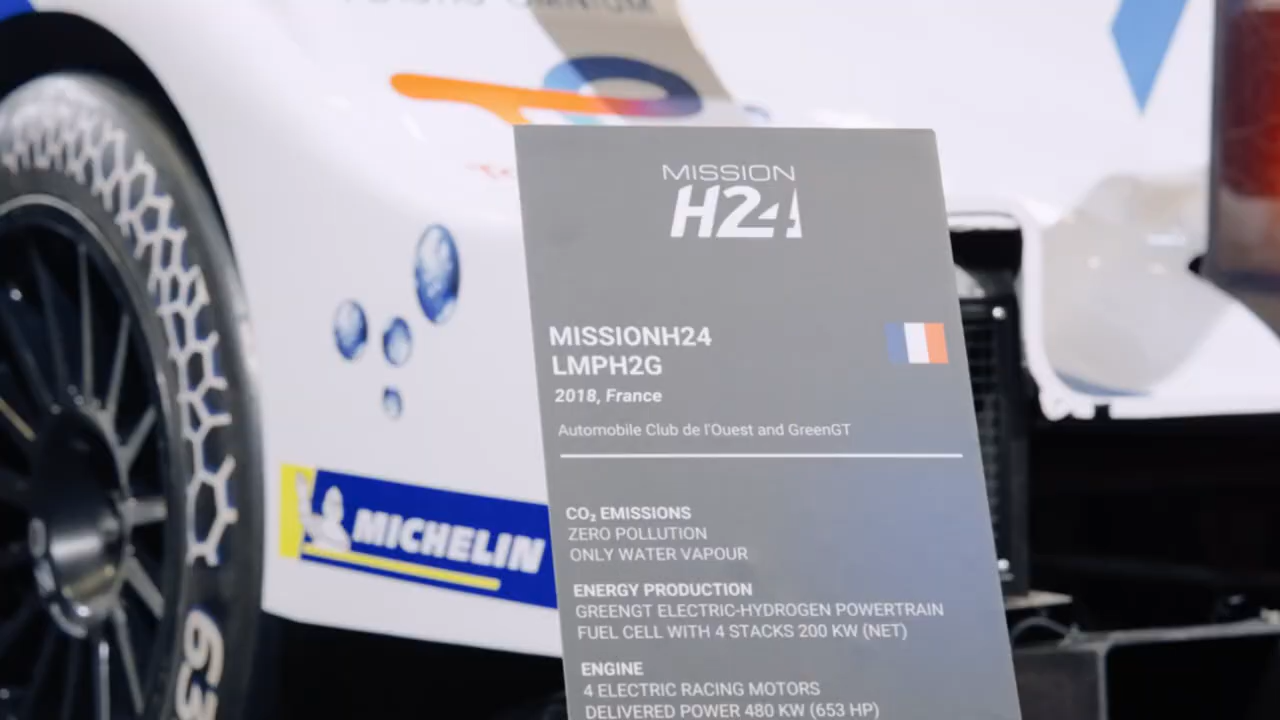 MISSION
H24
MISSIONH24
LMPH2G
2018, France
Automobile Club de l'Ouest and GreenGT
CO₂ EMISSIONS
ZERO POLLUTION
ONLY WATER VAPOUR
ENERGY PRODUCTION
GREENGT ELECTRIC-HYDROGEN POWERTRAIN
FUEL CELL WITH 4 STACKS 200 KW (NET)
ENGINE
4 ELECTRIC RACING MOTORS
DELIVERED POWER 480 KW (653 HP)
MICHELIN
63